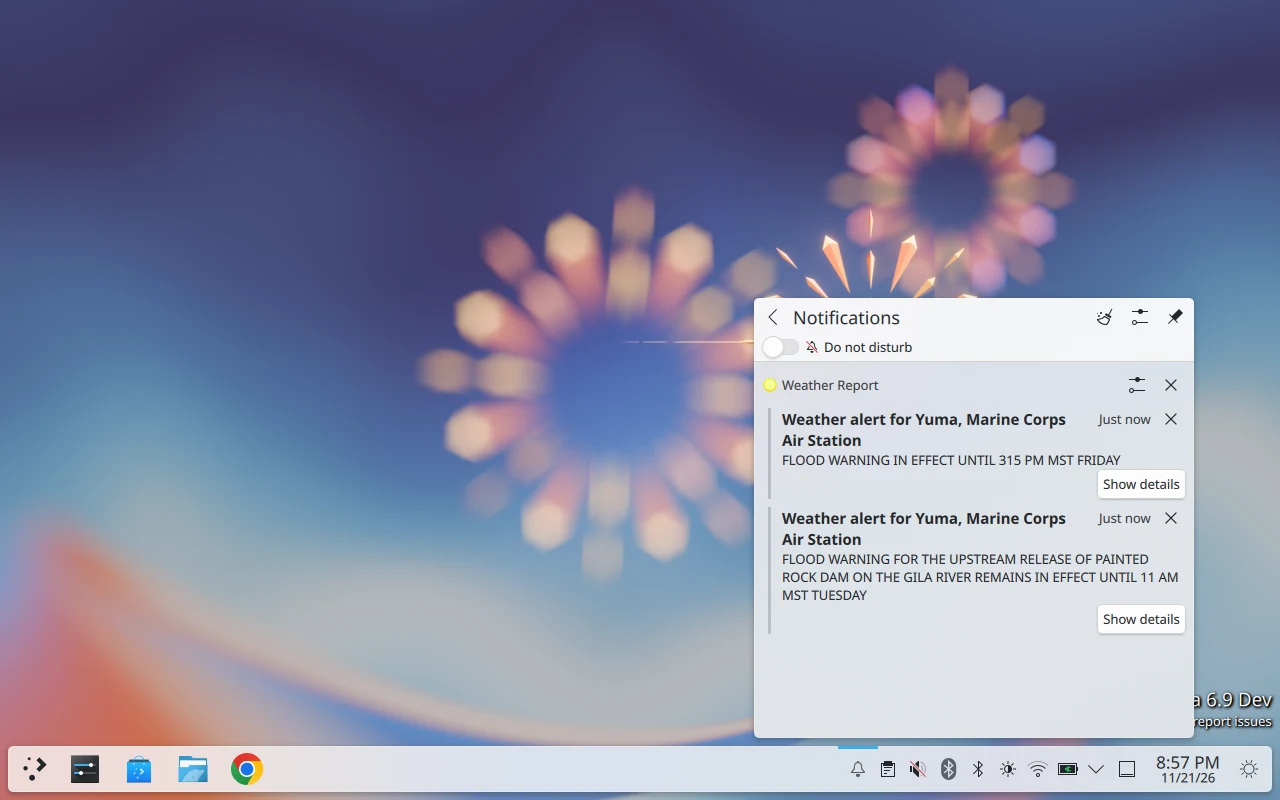 Notifications
Do not disturb
Weather Report
Weather alert for Yuma, Marine Corps
Air Station
Just now
FLOOD WARNING IN EFFECT UNTIL 315 PM MST FRIDAY
Show details
Weather alert for Yuma, Marine Corps
Air Station
Just now
FLOOD WARNING FOR THE UPSTREAM RELEASE OF PAINTED
ROCK DAM ON THE GILA RIVER REMAINS IN EFFECT UNTIL 11 AM
MST TUESDAY
Show details
a 6.9 Dev
report issues
8:57 PM
11/21/26